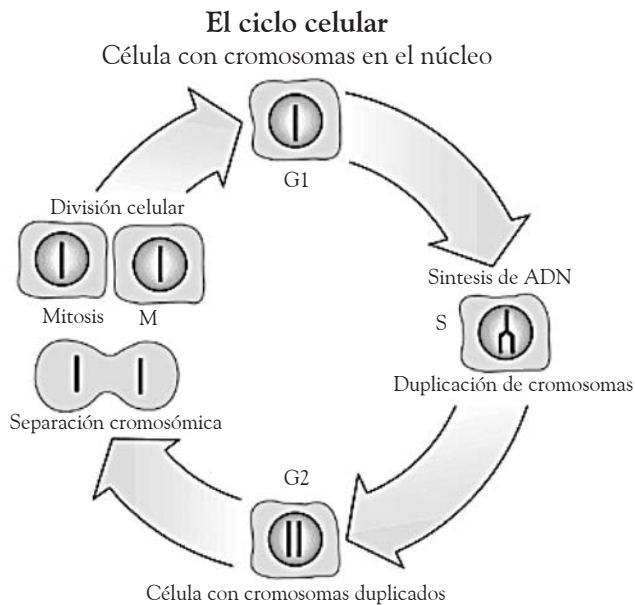 El ciclo celular
Célula con cromosomas en el núcleo
G1
División celular
Mitosis M
Sintesis de ADN
S
Duplicación de cromosomas
Separación cromosómica
G2
Célula con cromosomas duplicados